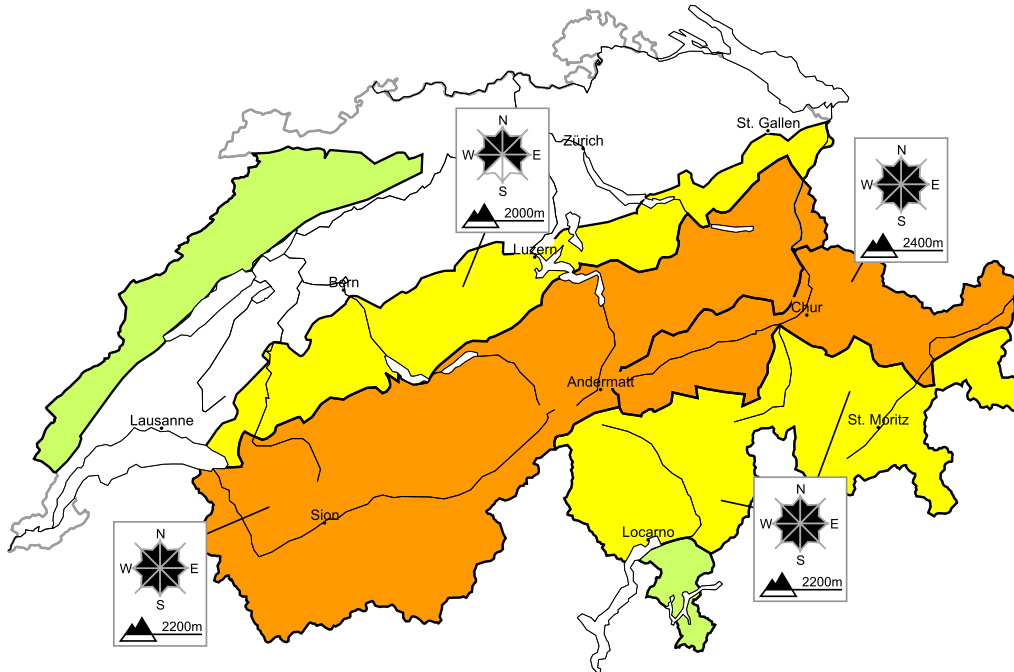 St. Gallen
N
Zürich
W E
S
2000m
N
W E
S
2400m
Luzern
Bern
Chur
Andermatt
Lausanne
St. Moritz
N
W E
S
2200m
Sion
Locarno
N
W E
S
2200m